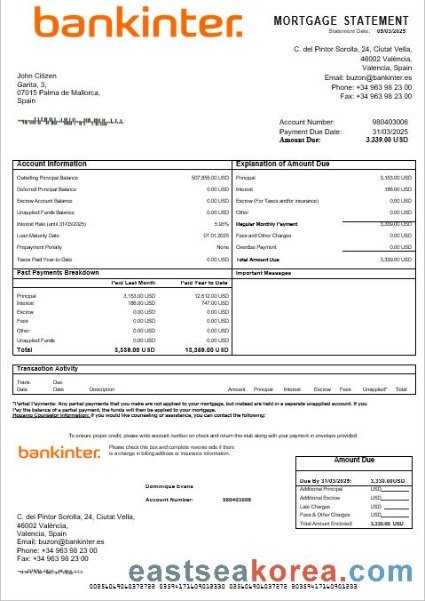 bankinter.
MORTGAGE STATEMENT
Statement Date: 05/03/2025
C. del Pintor Sorolla, 24, Ciutat Vella,
46002 València,
Valencia, Spain
Email: buzon@bankinter.es
Phone: +34 963 98 23 00
Fax: +34 963 98 23 00
John Citizen
Garita, 3,
07015 Palma de Mallorca,
Spain
Account Number: 980403006
Payment Due Date: 31/03/2025
Amount Due: 3,339.00 USD
Account Information
Outstanding Principal Balance 507,855.00 USD
Deferred Principal Balance 0.00 USD
Escrow Account Balance 0.00 USD
Unapplied Funds Balance 0.00 USD
Interest Rate (until 31/03/2025) 5.93%
Loan Maturity Date 01.01.2025
Prepayment Penalty None
Taxes Paid Year-to-Date 0.00 USD
Explanation of Amount Due
Principal 3,153.00 USD
Interest 186.00 USD
Escrow (For Taxes and/or insurance) 0.00 USD
Other 0.00 USD
Regular Monthly Payment 3,339.00 USD
Fees and Other Charges 0.00 USD
Overdue Payment 0.00 USD
Total Amount Due 3,339.00 USD
Past Payments Breakdown
Paid Last Month Paid Year to Date
Principal 3,153.00 USD 12,612.00 USD
Interest 186.00 USD 747.00 USD
Escrow 0.00 USD 0.00 USD
Fees 0.00 USD 0.00 USD
Other 0.00 USD 0.00 USD
Unapplied Funds 0.00 USD 0.00 USD
Total 3,339.00 USD
Important Messages
Transaction Activity
Trans. Due
Date Date Description Amount Principal Interest Escrow Fees Unapplied* Total
*Partial Payments: Any partial payments that you make are not applied to your mortgage, but instead are held in a separate unapplied account. If you
Pay the balance of a partial payment, the funds will then be applied to your mortgage.
Housing Counselor Information: If you would like counseling or assistance, you can contact the following:
To ensure proper credit, please write account number on check and return this stub along with your payment in envelope provided.
bankinter.
Please check this box and complete reverse side if there
is a change in billing address or insurance information.
Dominique Evans
Account Number: 980403006
Amount Due
Due By 31/03/2025: 3,339.00USD
Additional Principal USD
Additional Escrow USD
Late Charges USD
Fees & Other Charges USD
Total Amount Enclosed: 3,339.00 USD
C. del Pintor Sorolla, 24, Ciutat Vella,
46002 València,
Valencia, Spain
Email: buzon@bankinter.es
Phone: +34 963 98 23 00
Fax: +34 963 98 23 00
eastseakorea.com